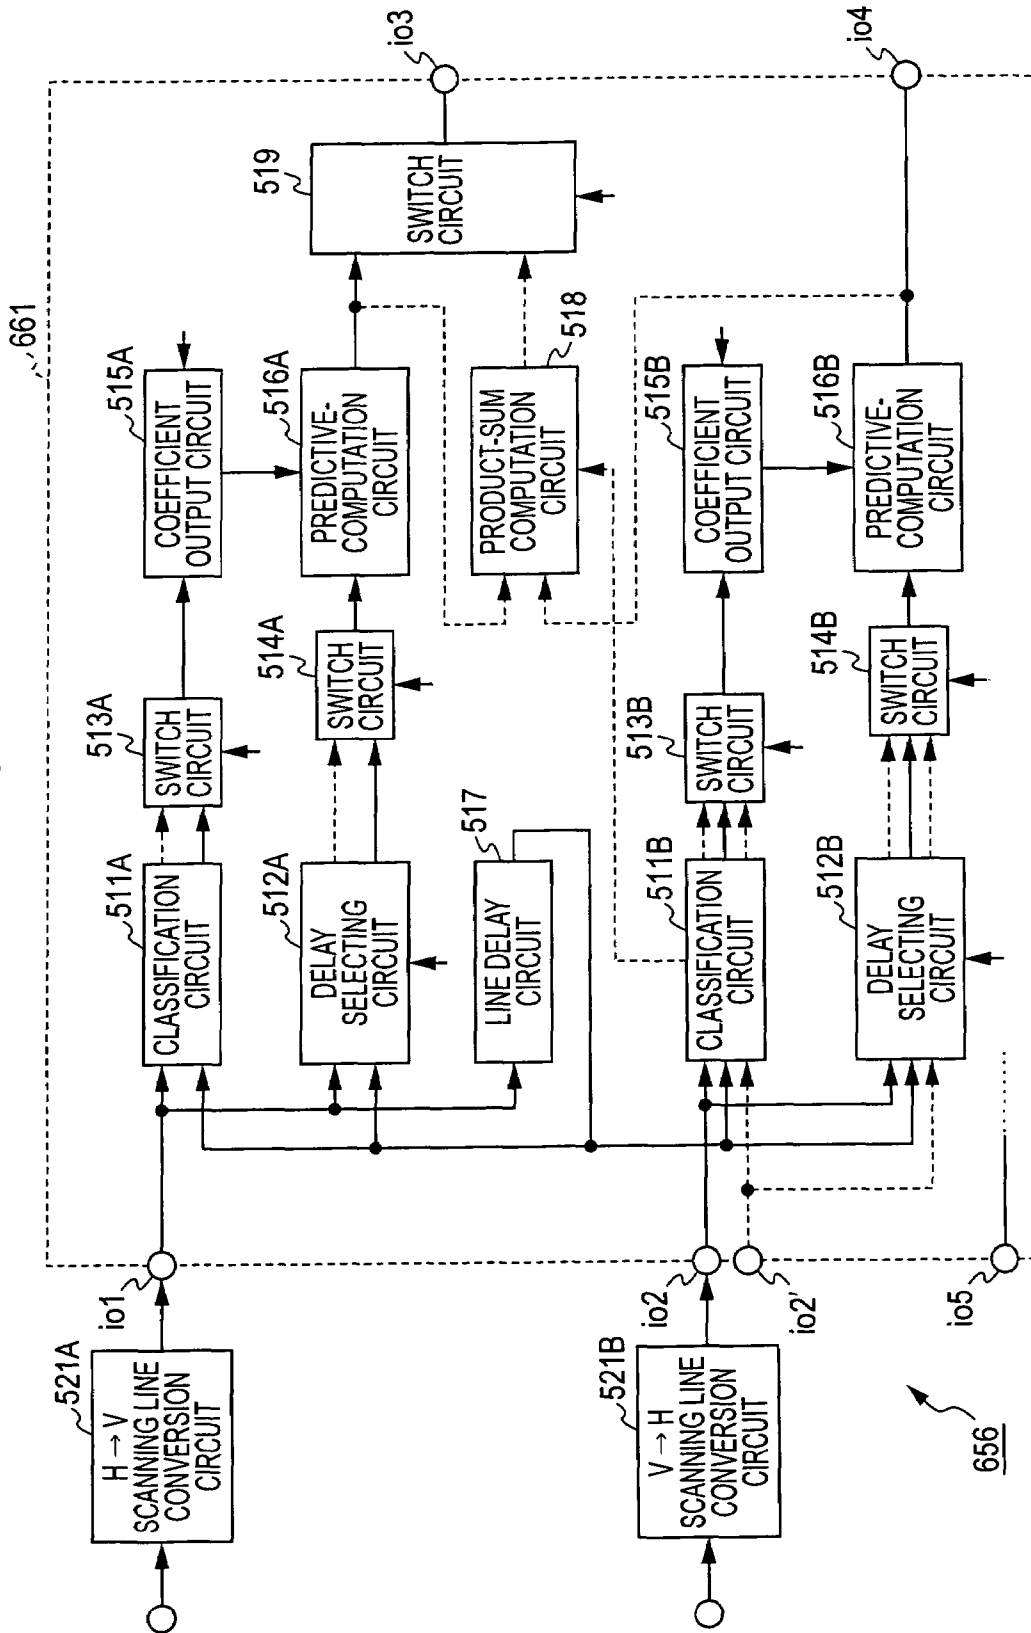 661
521A
H → V
SCANNING LINE
CONVERSION
CIRCUIT
io1
511A
CLASSIFICATION
CIRCUIT
513A
SWITCH
CIRCUIT
515A
COEFFICIENT
OUTPUT CIRCUIT
512A
DELAY
SELECTING
CIRCUIT
514A
SWITCH
CIRCUIT
516A
PREDICTIVE-
COMPUTATION
CIRCUIT
519
SWITCH
CIRCUIT
io3
517
LINE DELAY
CIRCUIT
518
PRODUCT-SUM
COMPUTATION
CIRCUIT
521B
V → H
SCANNING LINE
CONVERSION
CIRCUIT
io2
io2'
511B
CLASSIFICATION
CIRCUIT
513B
SWITCH
CIRCUIT
515B
COEFFICIENT
OUTPUT CIRCUIT
512B
DELAY
SELECTING
CIRCUIT
514B
SWITCH
CIRCUIT
516B
PREDICTIVE-
COMPUTATION
CIRCUIT
io4
io5
656